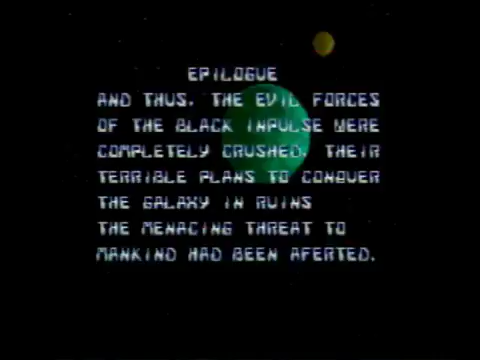 EPILOGUE
AND THUS, THE EVIL FORCES
OF THE BLACK INPULSE WERE
COMPLETELY CRUSHED. THEIR
TERRIBLE PLANS TO CONQUER
THE GALAXY IN RUINS
THE MENACING THREAT TO
MANKIND HAD BEEN AFERTED.